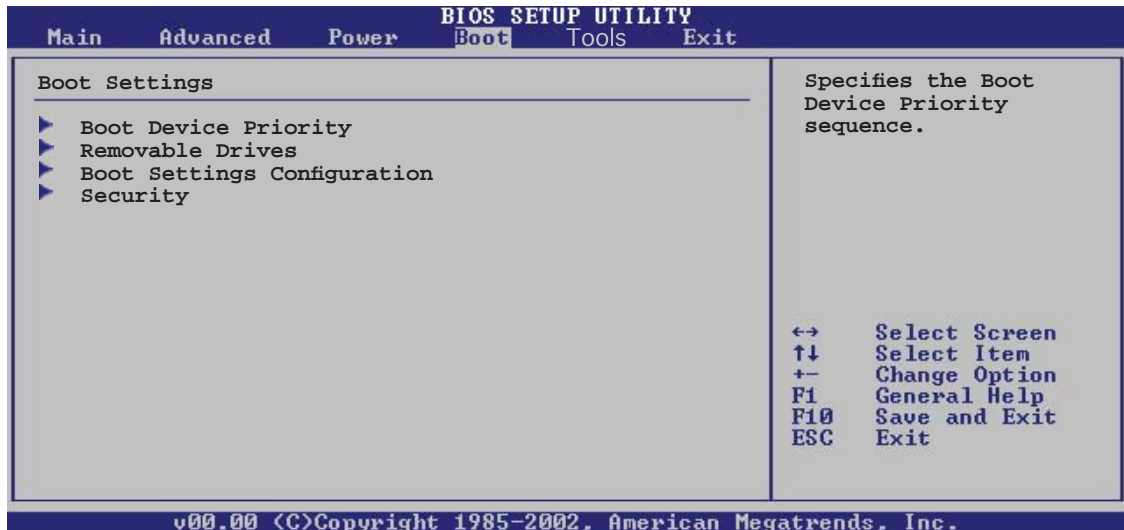 BIOS SETUP UTILITY
Main Advanced Power Boot Tools Exit
Boot Settings
Boot Device Priority
Removable Drives
Boot Settings Configuration
Security
Specifies the Boot
Device Priority
sequence.
←→ Select Screen
↑↓ Select Item
+- Change Option
F1 General Help
F10 Save and Exit
ESC Exit
v00.00 (C)Copyright 1985-2002, American Megatrends, Inc.